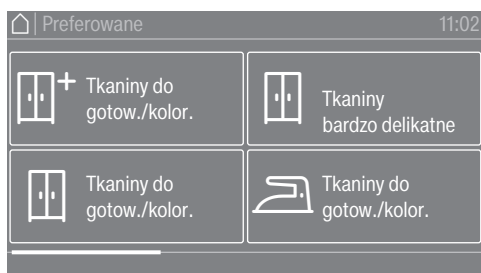 Preferowane 11:02
Tkaniny do
gotow./kolor.
Tkaniny
bardzo delikatne
Tkaniny do
gotow./kolor.
Tkaniny do
gotow./kolor.